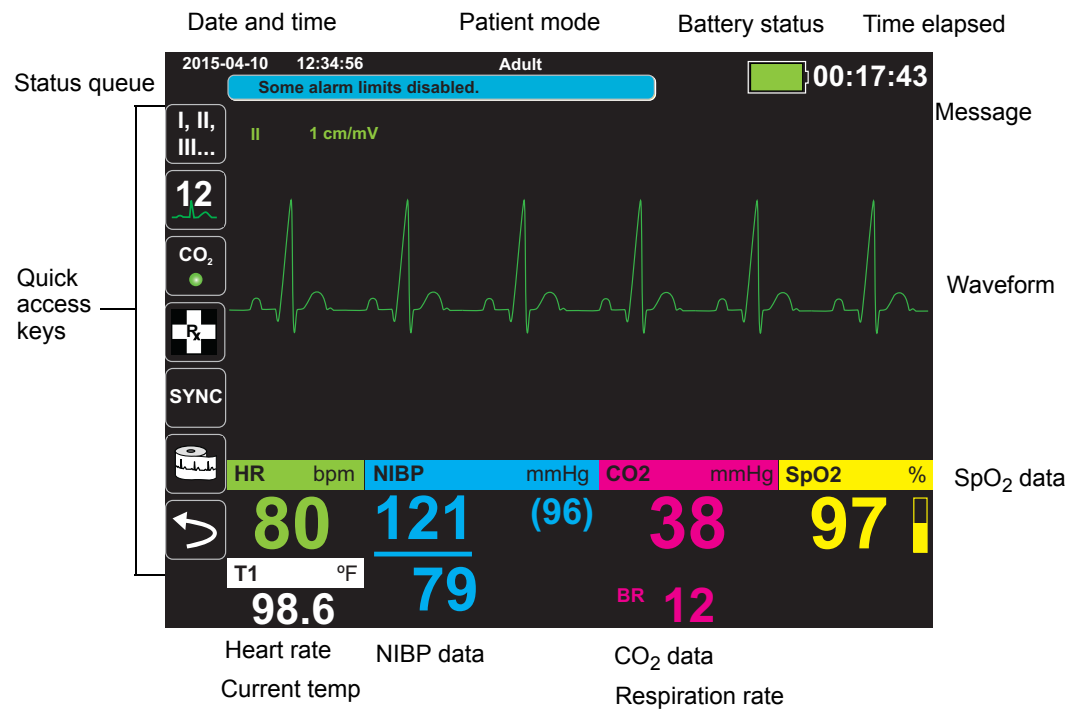 Date and time Patient mode Battery status Time elapsed
2015-04-10 12:34:56 Adult
00:17:43
Status queue
Some alarm limits disabled.
Message
I, II,
III...
II 1 cm/mV
12
CO₂
Quick
access
keys
Waveform
Rx
SYNC
HR bpm NIBP mmHg CO2 mmHg SpO2 %
SpO₂ data
80 121 (96) 38 97
T1 ºF
79
BR 12
98.6
Heart rate NIBP data CO₂ data
Current temp Respiration rate